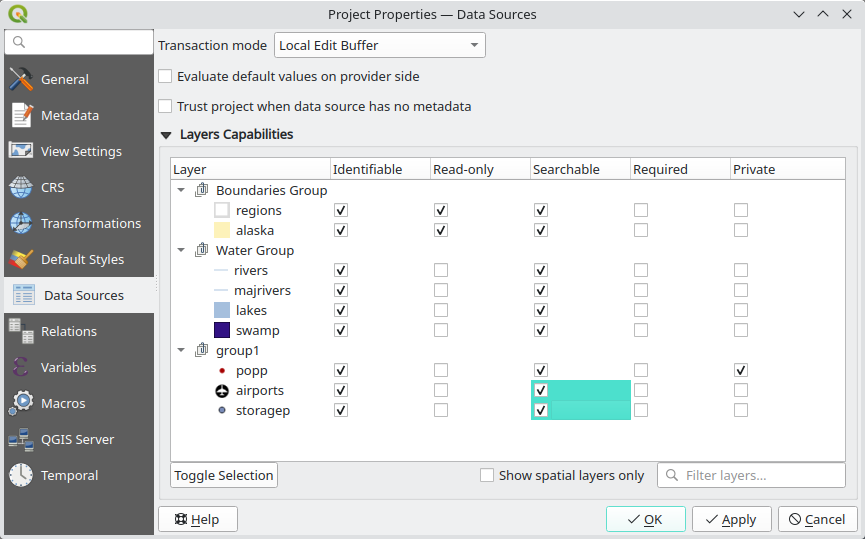 Project Properties — Data Sources
Transaction mode Local Edit Buffer
Evaluate default values on provider side
Trust project when data source has no metadata
Layers Capabilities
General
Metadata
View Settings
CRS
Transformations
Default Styles
Data Sources
Relations
Variables
Macros
QGIS Server
Temporal
Layer Identifiable Read-only Searchable Required Private
Boundaries Group
regions
alaska
Water Group
rivers
majrivers
lakes
swamp
group1
popp
airports
storagep
Toggle Selection Show spatial layers only Filter layers...
Help OK Apply Cancel